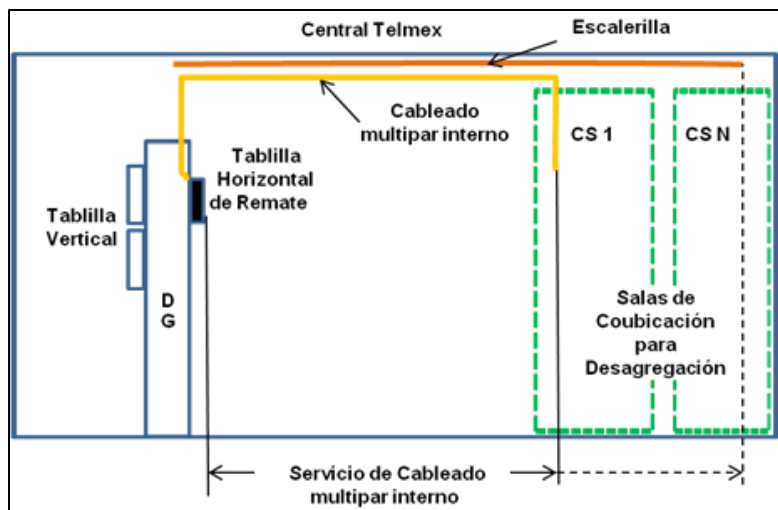 Central Telmex
Escalerilla
Cableado
multipar interno
CS 1
CS N
Tablilla
Horizontal
de Remate
Tablilla
Vertical
D
G
Salas de
Coubicación
para
Desagregación
Servicio de Cableado
multipar interno